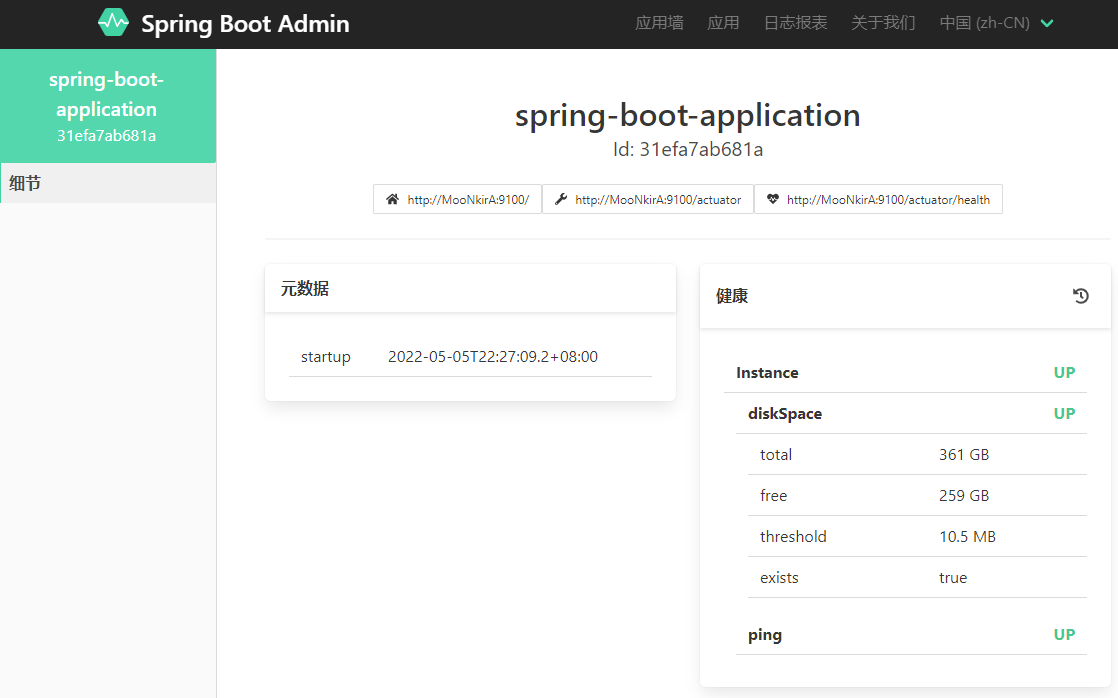 Spring Boot Admin
应用墙 应用 日志报表 关于我们 中国 (zh-CN)
spring-boot-
application
31efa7ab681a
细节
spring-boot-application
Id: 31efa7ab681a
http://MooNkirA:9100/ http://MooNkirA:9100/actuator http://MooNkirA:9100/actuator/health
元数据
startup 2022-05-05T22:27:09.2+08:00
健康
Instance UP
diskSpace UP
total 361 GB
free 259 GB
threshold 10.5 MB
exists true
ping UP